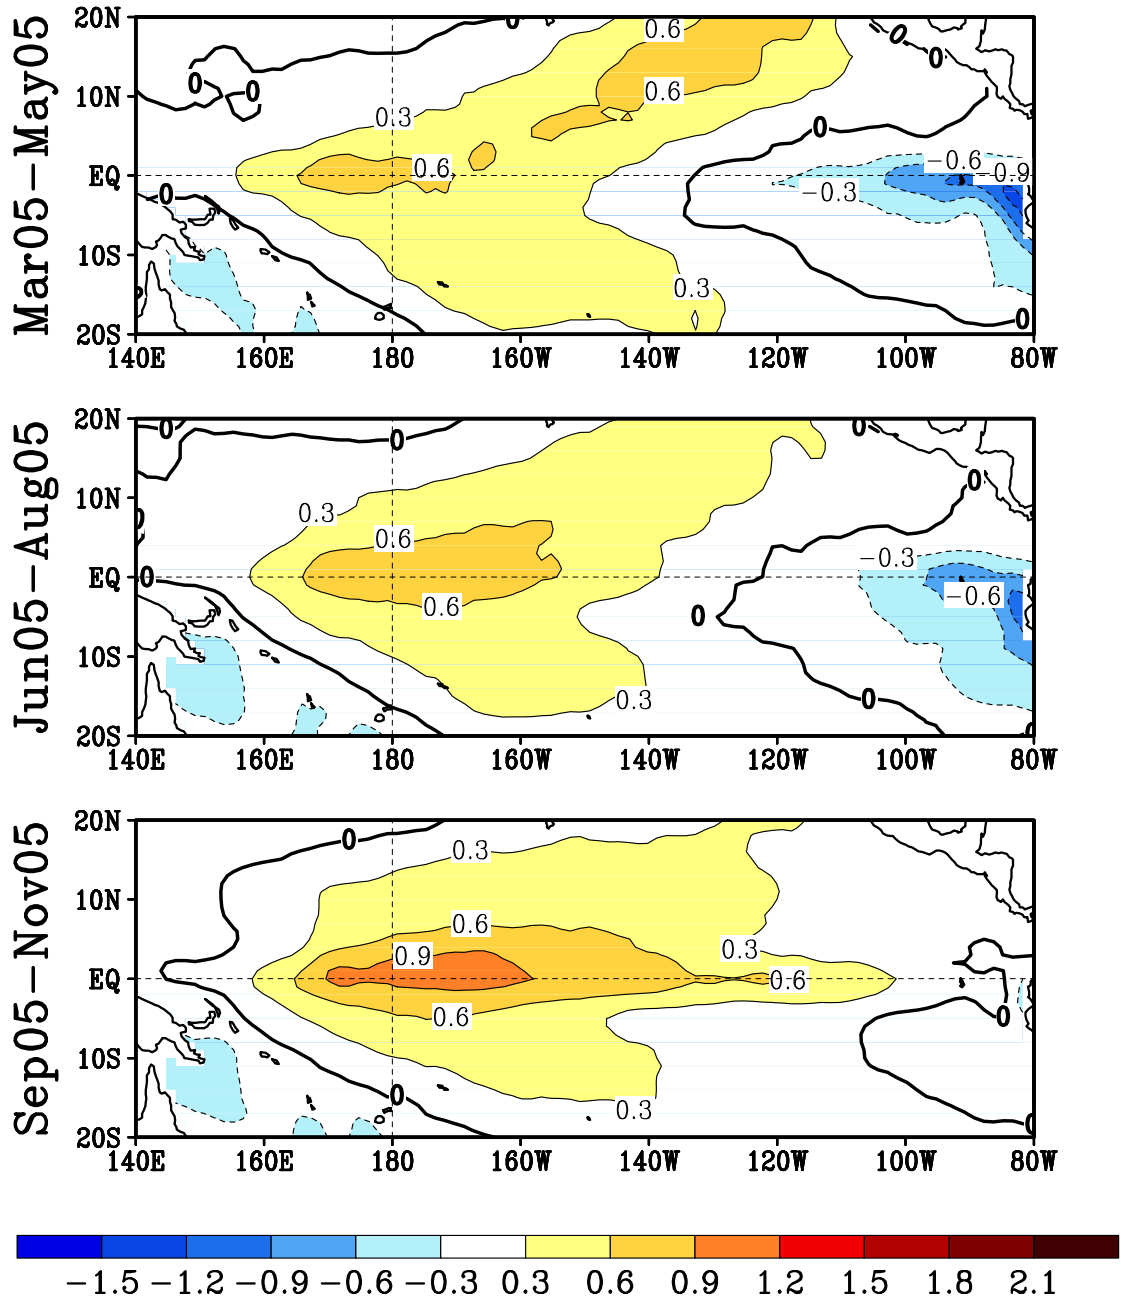 Mar05-May05
20N
10N
EQ
10S
20S
0 0 0 0 0 0.6 0.6 0.3 0 0.6 -0.6 -0.9 -0.3 0 0.3 0
140E 160E 180 160W 140W 120W 100W 80W
Jun05-Aug05
20N
10N
EQ
10S
20S
0 0 0 0 0.3 0.6 -0.3 0 -0.6 0.6 0 0.3 0
140E 160E 180 160W 140W 120W 100W 80W
Sep05-Nov05
20N
10N
EQ
10S
20S
0 0.3 0.6 0.3 0.9 0.6 0.6 0 0 0.3 0
140E 160E 180 160W 140W 120W 100W 80W
-1.5 -1.2 -0.9 -0.6 -0.3 0.3 0.6 0.9 1.2 1.5 1.8 2.1